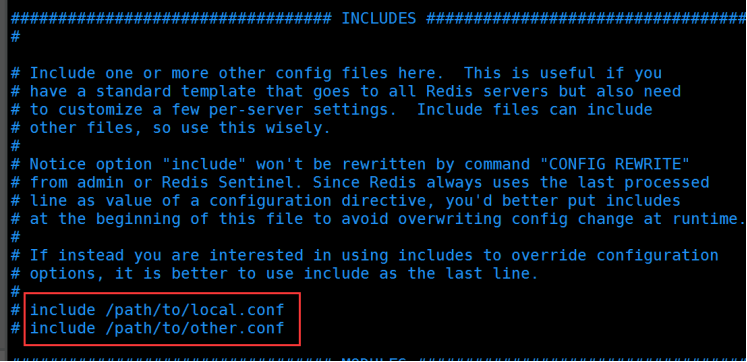 ################################## INCLUDES ###################################
#

# Include one or more other config files here.  This is useful if you
# have a standard template that goes to all Redis servers but also need
# to customize a few per-server settings.  Include files can include
# other files, so use this wisely.
#
# Notice option "include" won't be rewritten by command "CONFIG REWRITE"
# from admin or Redis Sentinel. Since Redis always uses the last processed
# line as value of a configuration directive, you'd better put includes
# at the beginning of this file to avoid overwriting config change at runtime.
#
# If instead you are interested in using includes to override configuration
# options, it is better to use include as the last line.
#
# include /path/to/local.conf
# include /path/to/other.conf
################################## MODULES ###################################